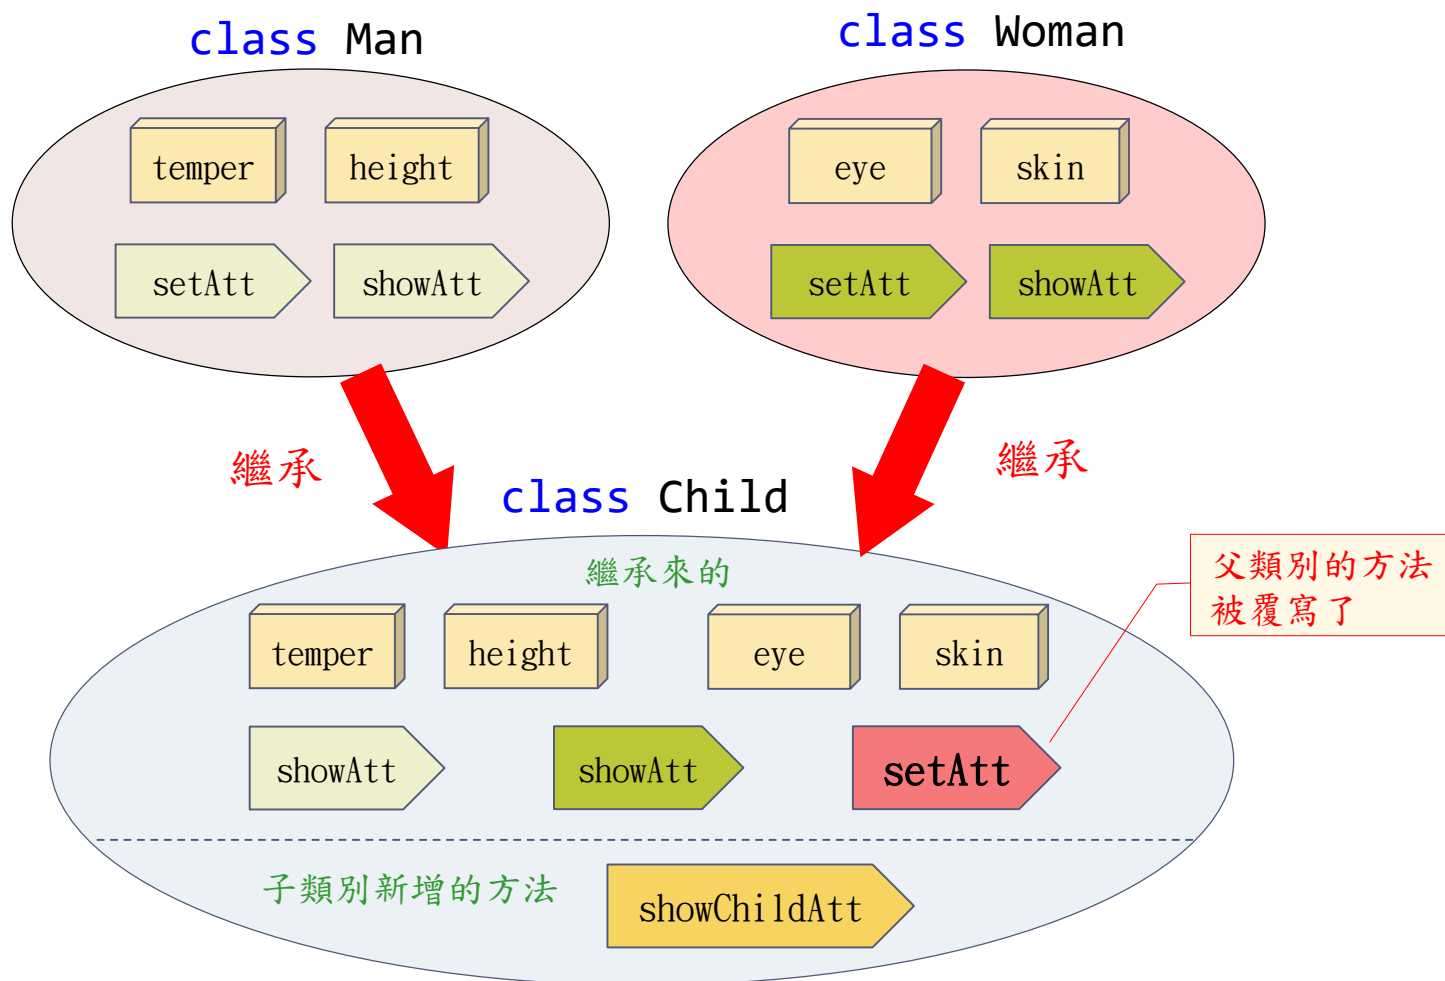 class Man
class Woman
temper
height
eye
skin
setAtt
showAtt
setAtt
showAtt
繼承
繼承
class Child
繼承來的
父類別的方法
被覆寫了
temper
height
eye
skin
showAtt
showAtt
setAtt
子類別新增的方法
showChildAtt